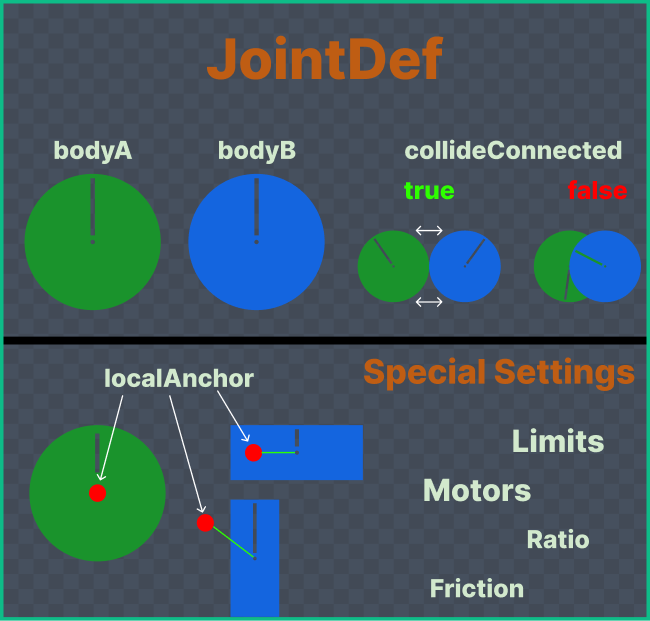 JointDef
bodyA
bodyB
collideConnected
true
false
localAnchor
Special Settings
Limits
Motors
Ratio
Friction